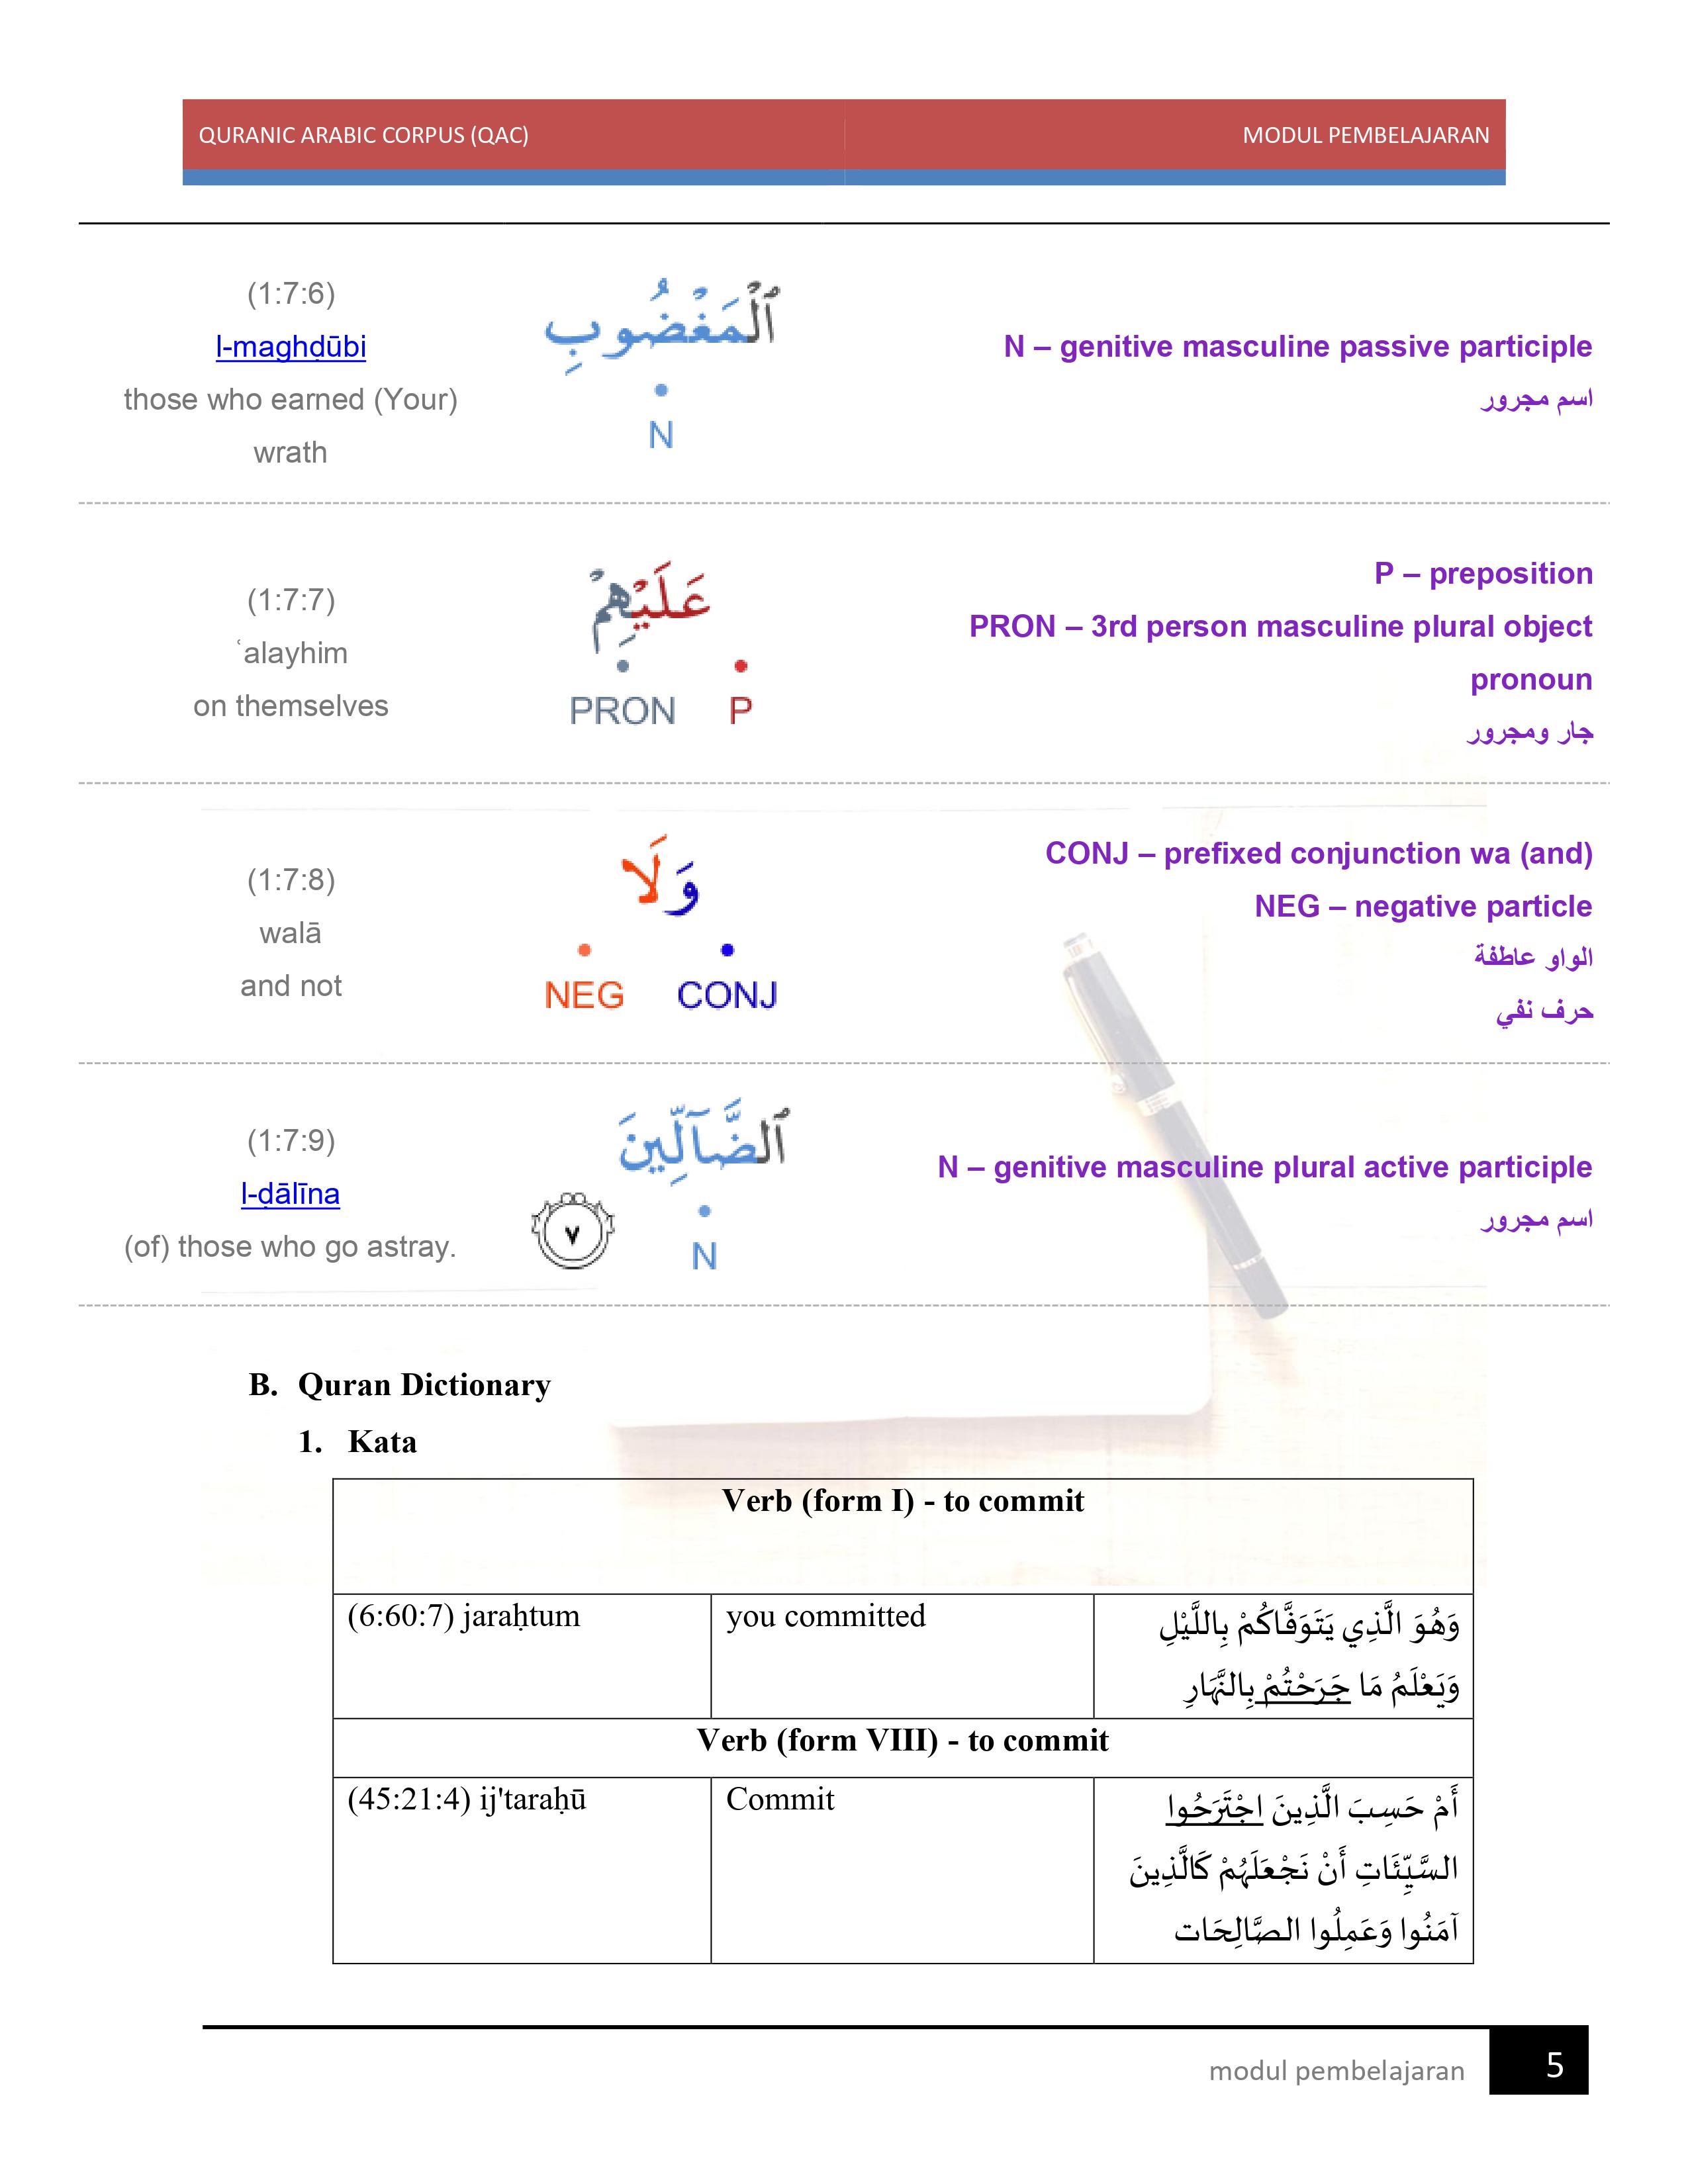 QURANIC ARABIC CORPUS (QAC) MODUL PEMBELAJARAN
(1:7:6)
l-maghḍūbi
those who earned (Your)
wrath
ٱلْمَغْضُوبِ
N
N – genitive masculine passive participle
اسم مجرور
(1:7:7)
ʿalayhim
on themselves
عَلَيْهِمْ
PRON P
P – preposition
PRON – 3rd person masculine plural object
pronoun
جار ومجرور
(1:7:8)
walā
and not
وَلَا
NEG CONJ
CONJ – prefixed conjunction wa (and)
NEG – negative particle
الواو عاطفة
حرف نفي
(1:7:9)
l-ḍālīna
(of) those who go astray.
ٱلضَّآلِّينَ
٧
N
N – genitive masculine plural active participle
اسم مجرور
B. Quran Dictionary
1. Kata
Verb (form I) - to commit
(6:60:7) jaraḥtum
you committed
وَهُوَ الَّذِي يَتَوَفَّاكُمْ بِاللَّيْلِ
وَيَعْلَمُ مَا جَرَحْتُمْ بِالنَّهَارِ
Verb (form VIII) - to commit
(45:21:4) ij'taraḥū
Commit
أَمْ حَسِبَ الَّذِينَ اجْتَرَحُوا
السَّيِّئَاتِ أَنْ نَجْعَلَهُمْ كَالَّذِينَ
آمَنُوا وَعَمِلُوا الصَّالِحَات
modul pembelajaran 5